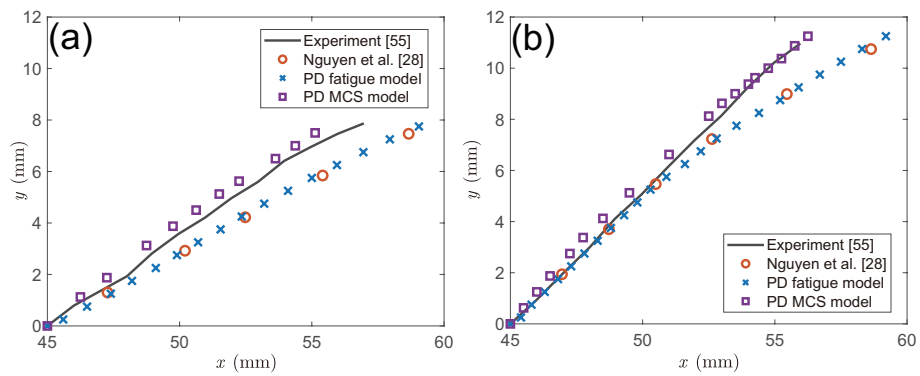 (a)
12
10
8
6
4
2
0
y (mm)
Experiment [55]
Nguyen et al. [28]
PD fatigue model
PD MCS model
45
50
55
60
x (mm)
(b)
12
10
8
6
4
2
0
y (mm)
Experiment [55]
Nguyen et al. [28]
PD fatigue model
PD MCS model
45
50
55
60
x (mm)